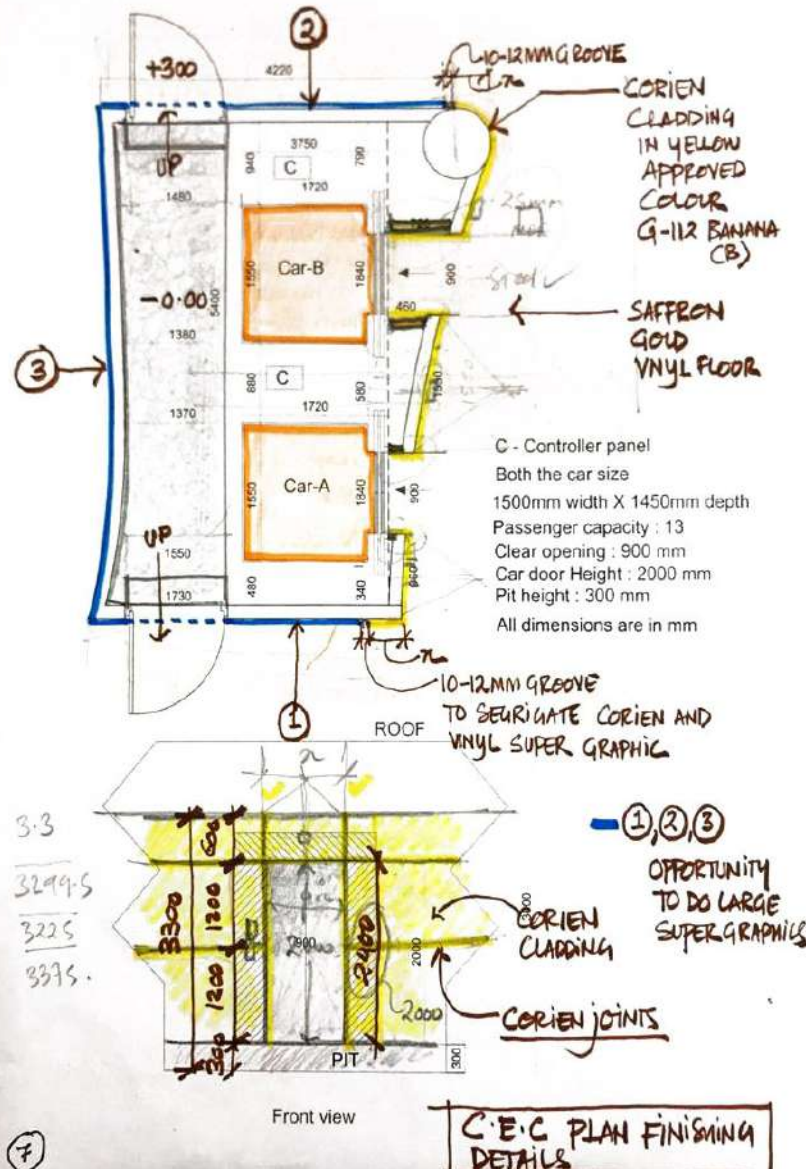 ②
10-12MM GROOVE
+300
4220
n
CORIEN
CLADDING
IN YELLOW
APPROVED
COLOUR
G-112 BANANA
(B)
UP
3750
940
C
790
1480
1720
25mm
Car-B
1550
1840
900
-0.00
5400
460
SAFFRON
GOLD
VNYL FLOOR
1380
③
880
C
580
1550
1370
1720
C - Controller panel
Both the car size
1500mm width X 1450mm depth
Passenger capacity : 13
Clear opening : 900 mm
Car door Height : 2000 mm
Pit height : 300 mm
All dimensions are in mm
Car-A
1550
1840
900
UP
1550
480
340
1730
n
①
10-12MM GROOVE
TO SEGRIGATE CORIEN AND
VNYL SUPER GRAPHIC
ROOF
n
3.3
3299.5
3225
3375.
600
3300
1200
1200
300
900
2400
2000
2000
3000
①,②,③
OPPORTUNITY
TO DO LARGE
SUPERGRAPHICS
CORIEN
CLADDING
CORIEN JOINTS
PIT
300
Front view
C.E.C PLAN FINISHING
DETAILS
⑦